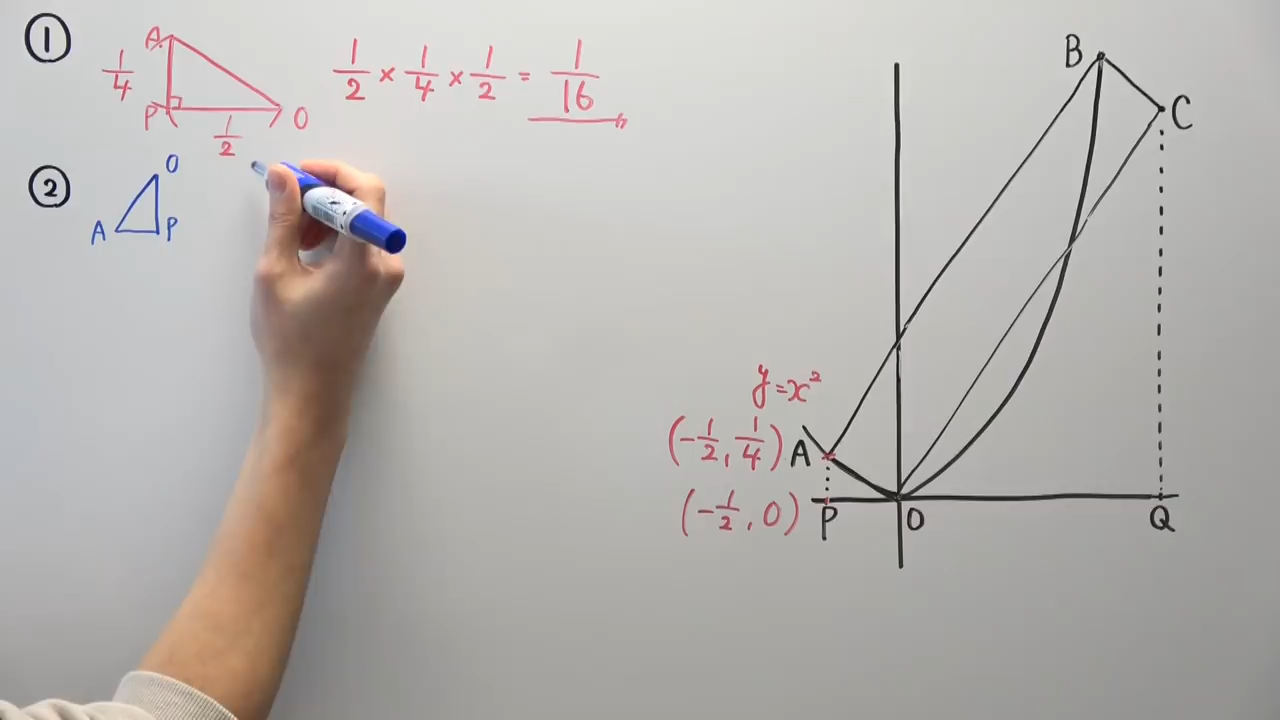 ①
A
1/4
P
1/2
O
1/2 × 1/4 × 1/2 = 1/16
②
O
A
P
B
C
y=x²
(-1/2, 1/4) A
(-1/2, 0)
P
O
Q